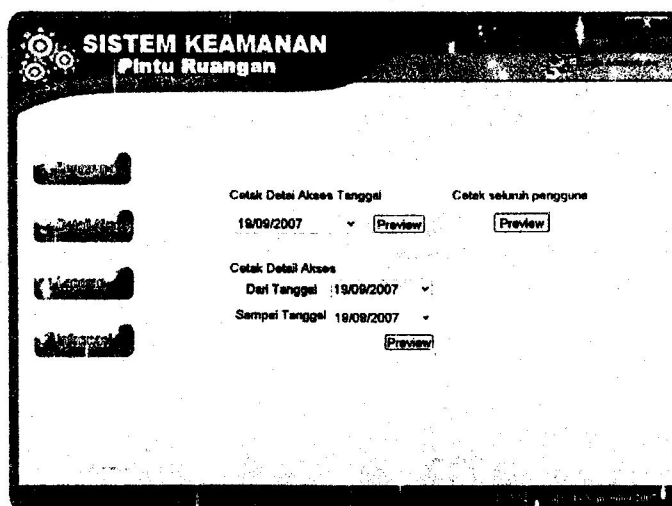 SISTEM KEAMANAN
Pintu Ruangan
Cetak Detai Akses Tanggal
19/09/2007
Preview
Cetak seluruh pengguna
Preview
Cetak Detail Akses
Dari Tanggal 19/09/2007
Sampai Tanggal 19/09/2007
Preview